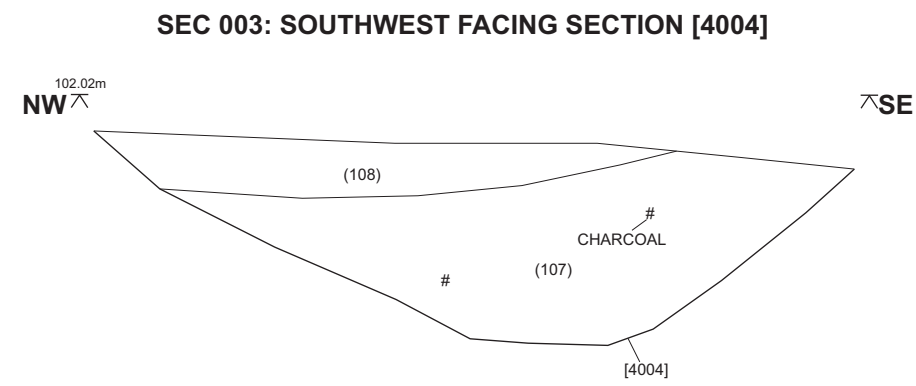 SEC 003: SOUTHWEST FACING SECTION [4004]
102.02m
NW SE
(108)
#
CHARCOAL
(107)
#
[4004]